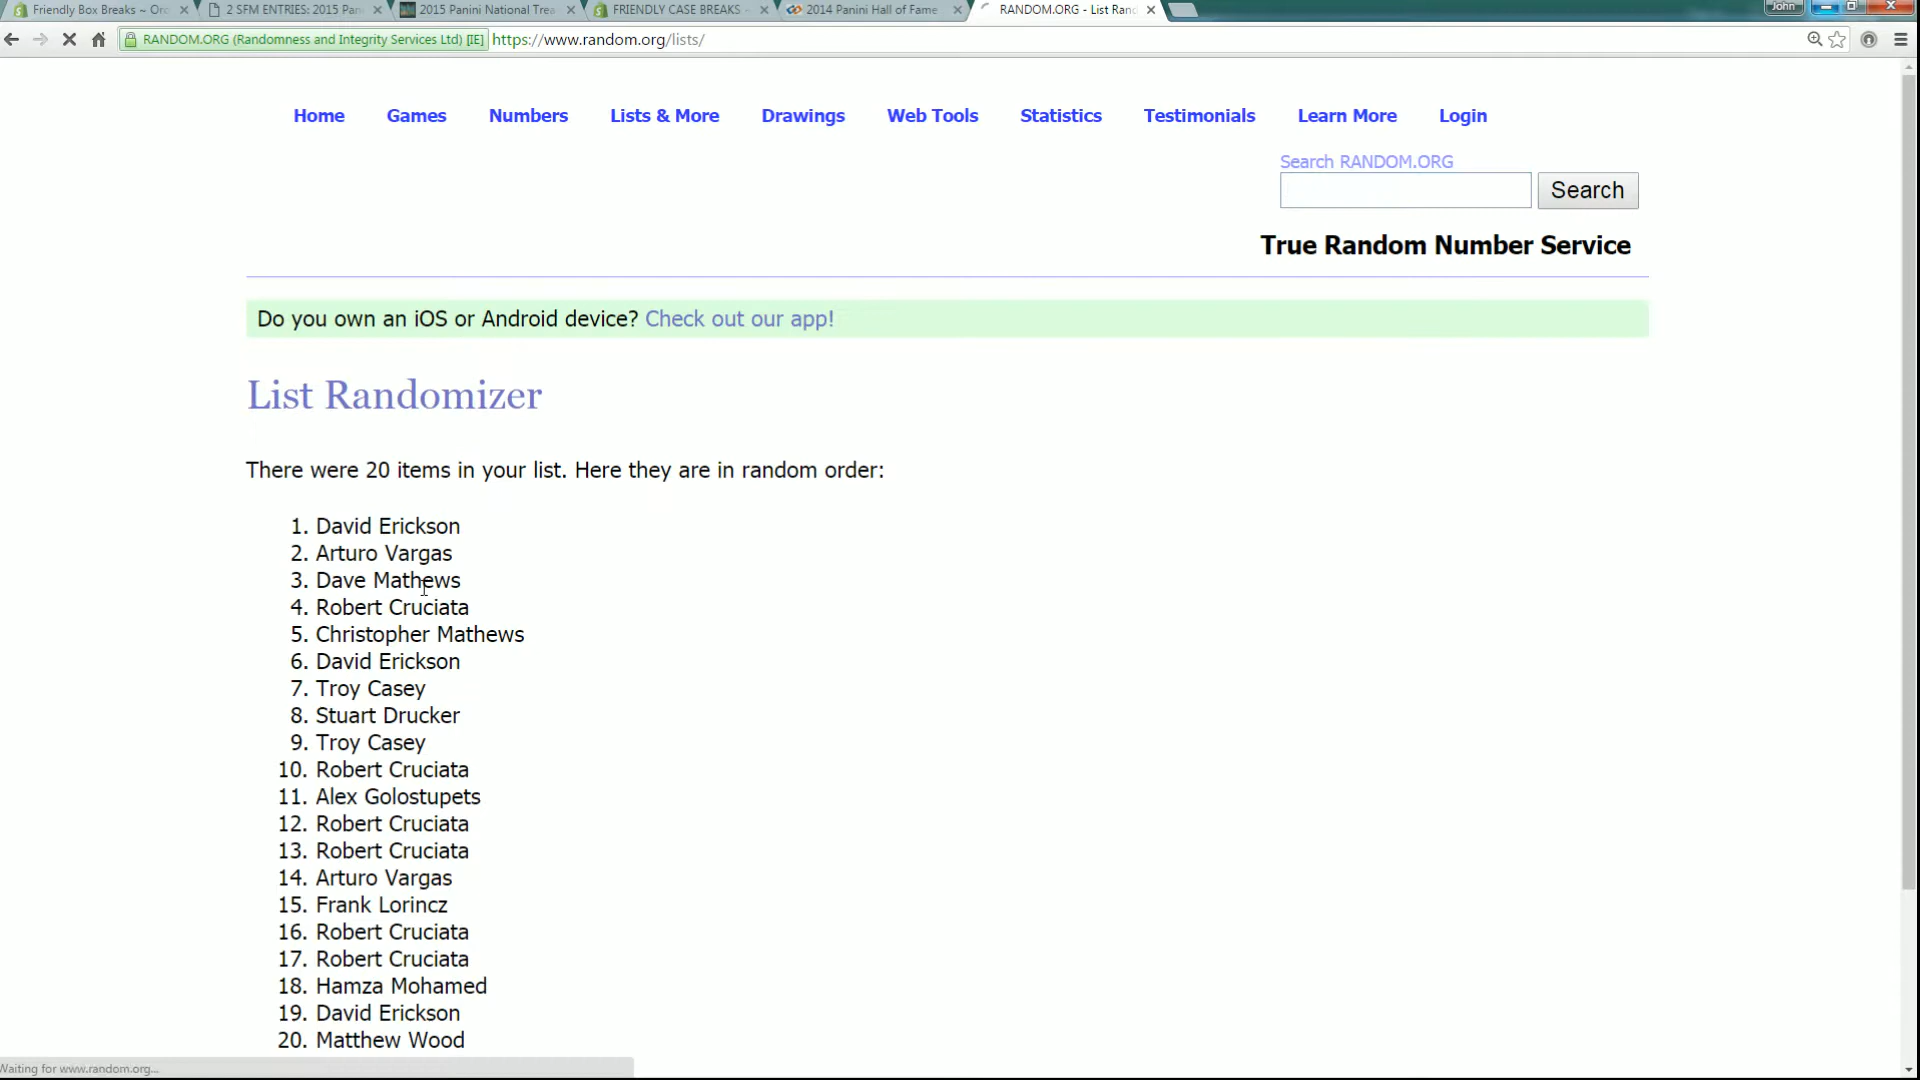 Friendly Box Breaks ~ Or
2 SFM ENTRIES: 2015 Pan
2015 Panini National Trea
FRIENDLY CASE BREAKS -
2014 Panini Hall of Fame
RANDOM.ORG - List Ran
John
RANDOM.ORG (Randomness and Integrity Services Ltd) [IE] https://www.random.org/lists/
Home Games Numbers Lists & More Drawings Web Tools Statistics Testimonials Learn More Login
Search RANDOM.ORG
Search
True Random Number Service
Do you own an iOS or Android device? Check out our app!
List Randomizer
There were 20 items in your list. Here they are in random order:
1. David Erickson
2. Arturo Vargas
3. Dave Mathews
4. Robert Cruciata
5. Christopher Mathews
6. David Erickson
7. Troy Casey
8. Stuart Drucker
9. Troy Casey
10. Robert Cruciata
11. Alex Golostupets
12. Robert Cruciata
13. Robert Cruciata
14. Arturo Vargas
15. Frank Lorincz
16. Robert Cruciata
17. Robert Cruciata
18. Hamza Mohamed
19. David Erickson
20. Matthew Wood
Waiting for www.random.org...